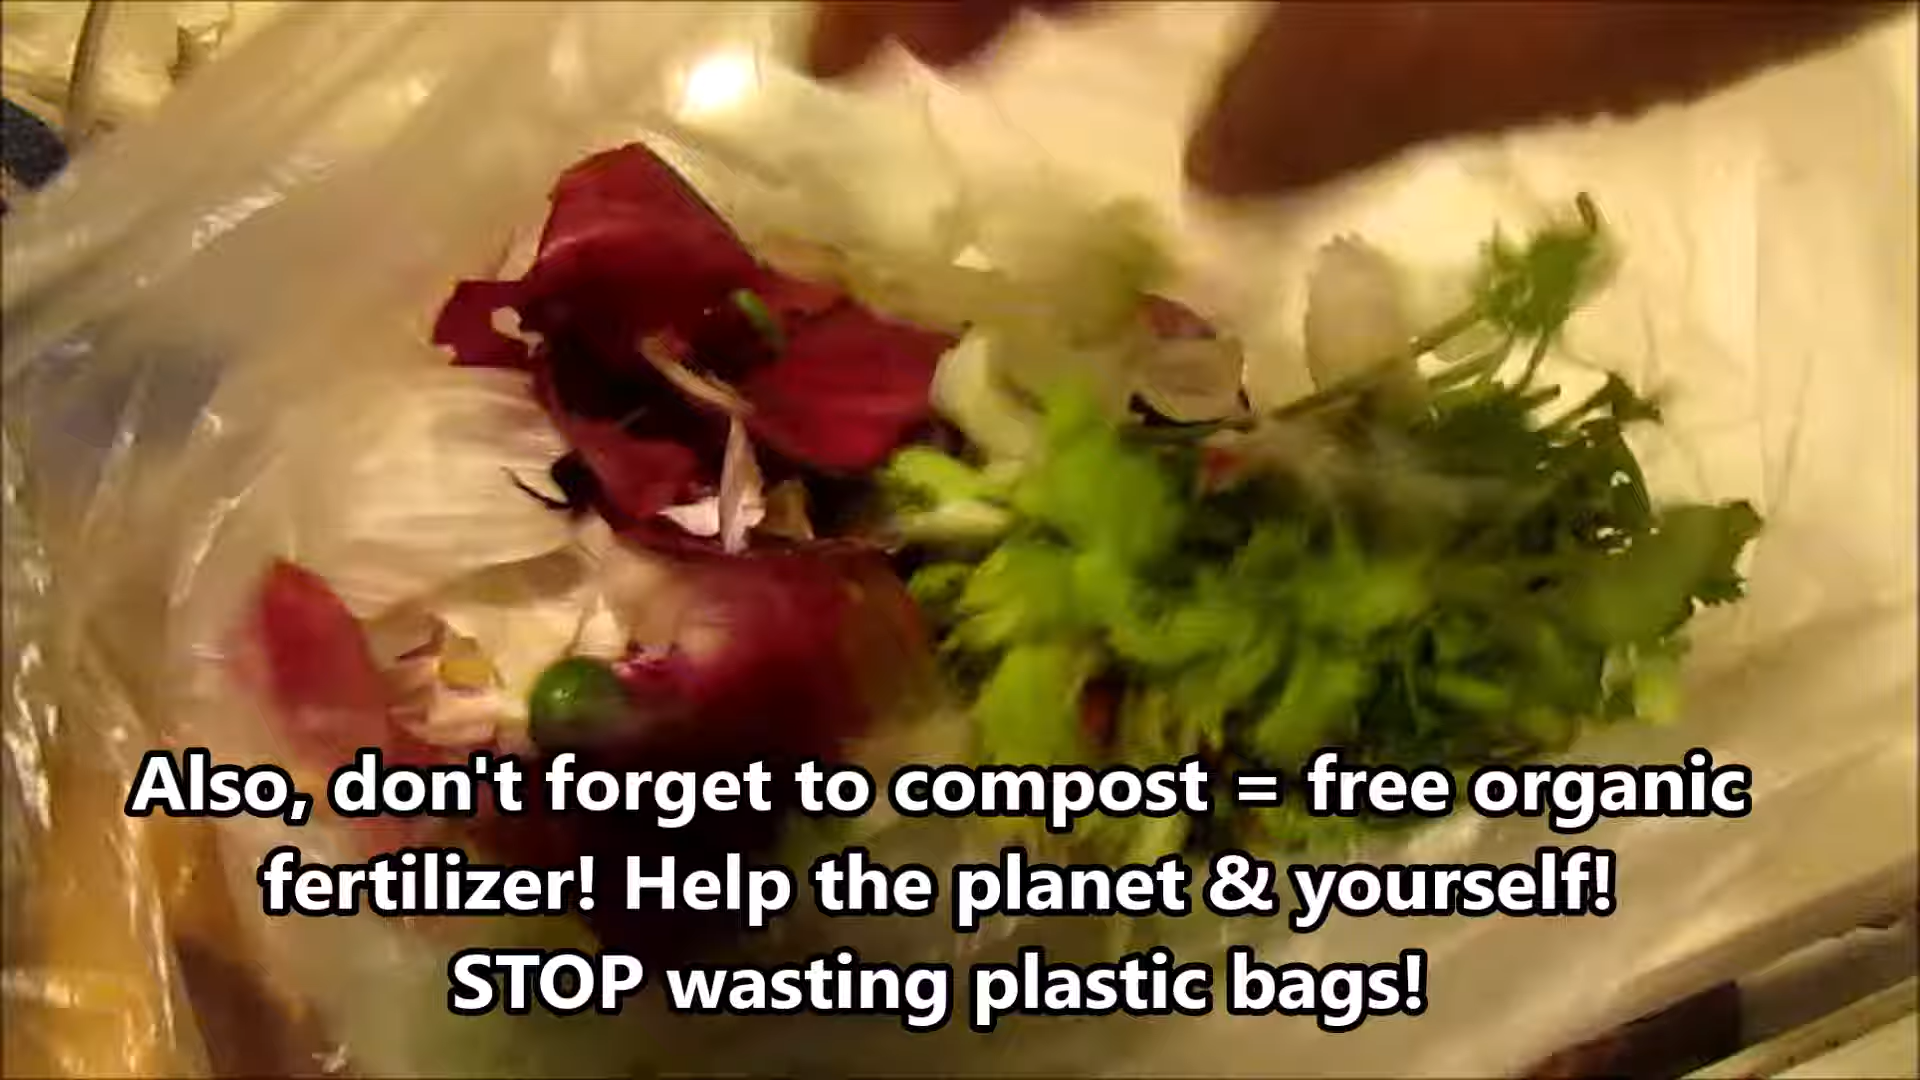 Also, don't forget to compost = free organic
fertilizer! Help the planet & yourself!
STOP wasting plastic bags!